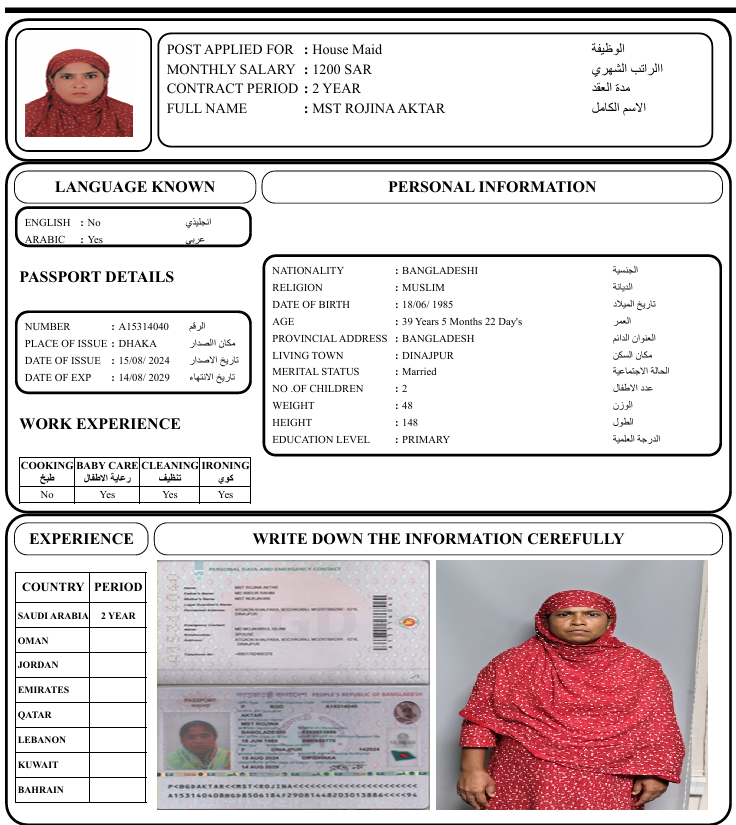 POST APPLIED FOR : House Maid الوظيفة
MONTHLY SALARY : 1200 SAR االراتب الشهري
CONTRACT PERIOD : 2 YEAR مدة العقد
FULL NAME : MST ROJINA AKTAR الاسم الكامل
LANGUAGE KNOWN
ENGLISH : No انجليذي
ARABIC : Yes عربي
PASSPORT DETAILS
NUMBER : A15314040 الرقم
PLACE OF ISSUE : DHAKA مكان االصدار
DATE OF ISSUE : 15/08/ 2024 تاريخ الاصدار
DATE OF EXP : 14/08/ 2029 تاريخ الانتهاء
WORK EXPERIENCE
COOKING BABY CARE CLEANING IRONING
طبخ رعاية الاطفال تنظيف كوي
No Yes Yes Yes
PERSONAL INFORMATION
NATIONALITY : BANGLADESHI الجنسية
RELIGION : MUSLIM الديانة
DATE OF BIRTH : 18/06/ 1985 تاريخ الميلاد
AGE : 39 Years 5 Months 22 Day's العمر
PROVINCIAL ADDRESS : BANGLADESH العنوان الدائم
LIVING TOWN : DINAJPUR مكان السكن
MERITAL STATUS : Married الحالة الاجتماعية
NO .OF CHILDREN : 2 عدد الاطفال
WEIGHT : 48 الوزن
HEIGHT : 148 الطول
EDUCATION LEVEL : PRIMARY الدرجة العلمية
EXPERIENCE
COUNTRY PERIOD
SAUDI ARABIA 2 YEAR
OMAN
JORDAN
EMIRATES
QATAR
LEBANON
KUWAIT
BAHRAIN
WRITE DOWN THE INFORMATION CEREFULLY
PERSONAL DATA AND EMERGENCY CONTACT
MST ROJINA AKTAR
DINAJPUR
SPOUSE
DINAJPUR
PEOPLE'S REPUBLIC OF BANGLADESH
PASSPORT
P BGD A15314040
AKTAR
MST ROJINA
BANGLADESHI
18 JUN 1985
F DINAJPUR
15 AUG 2024 DIP/DHAKA
14 AUG 2029